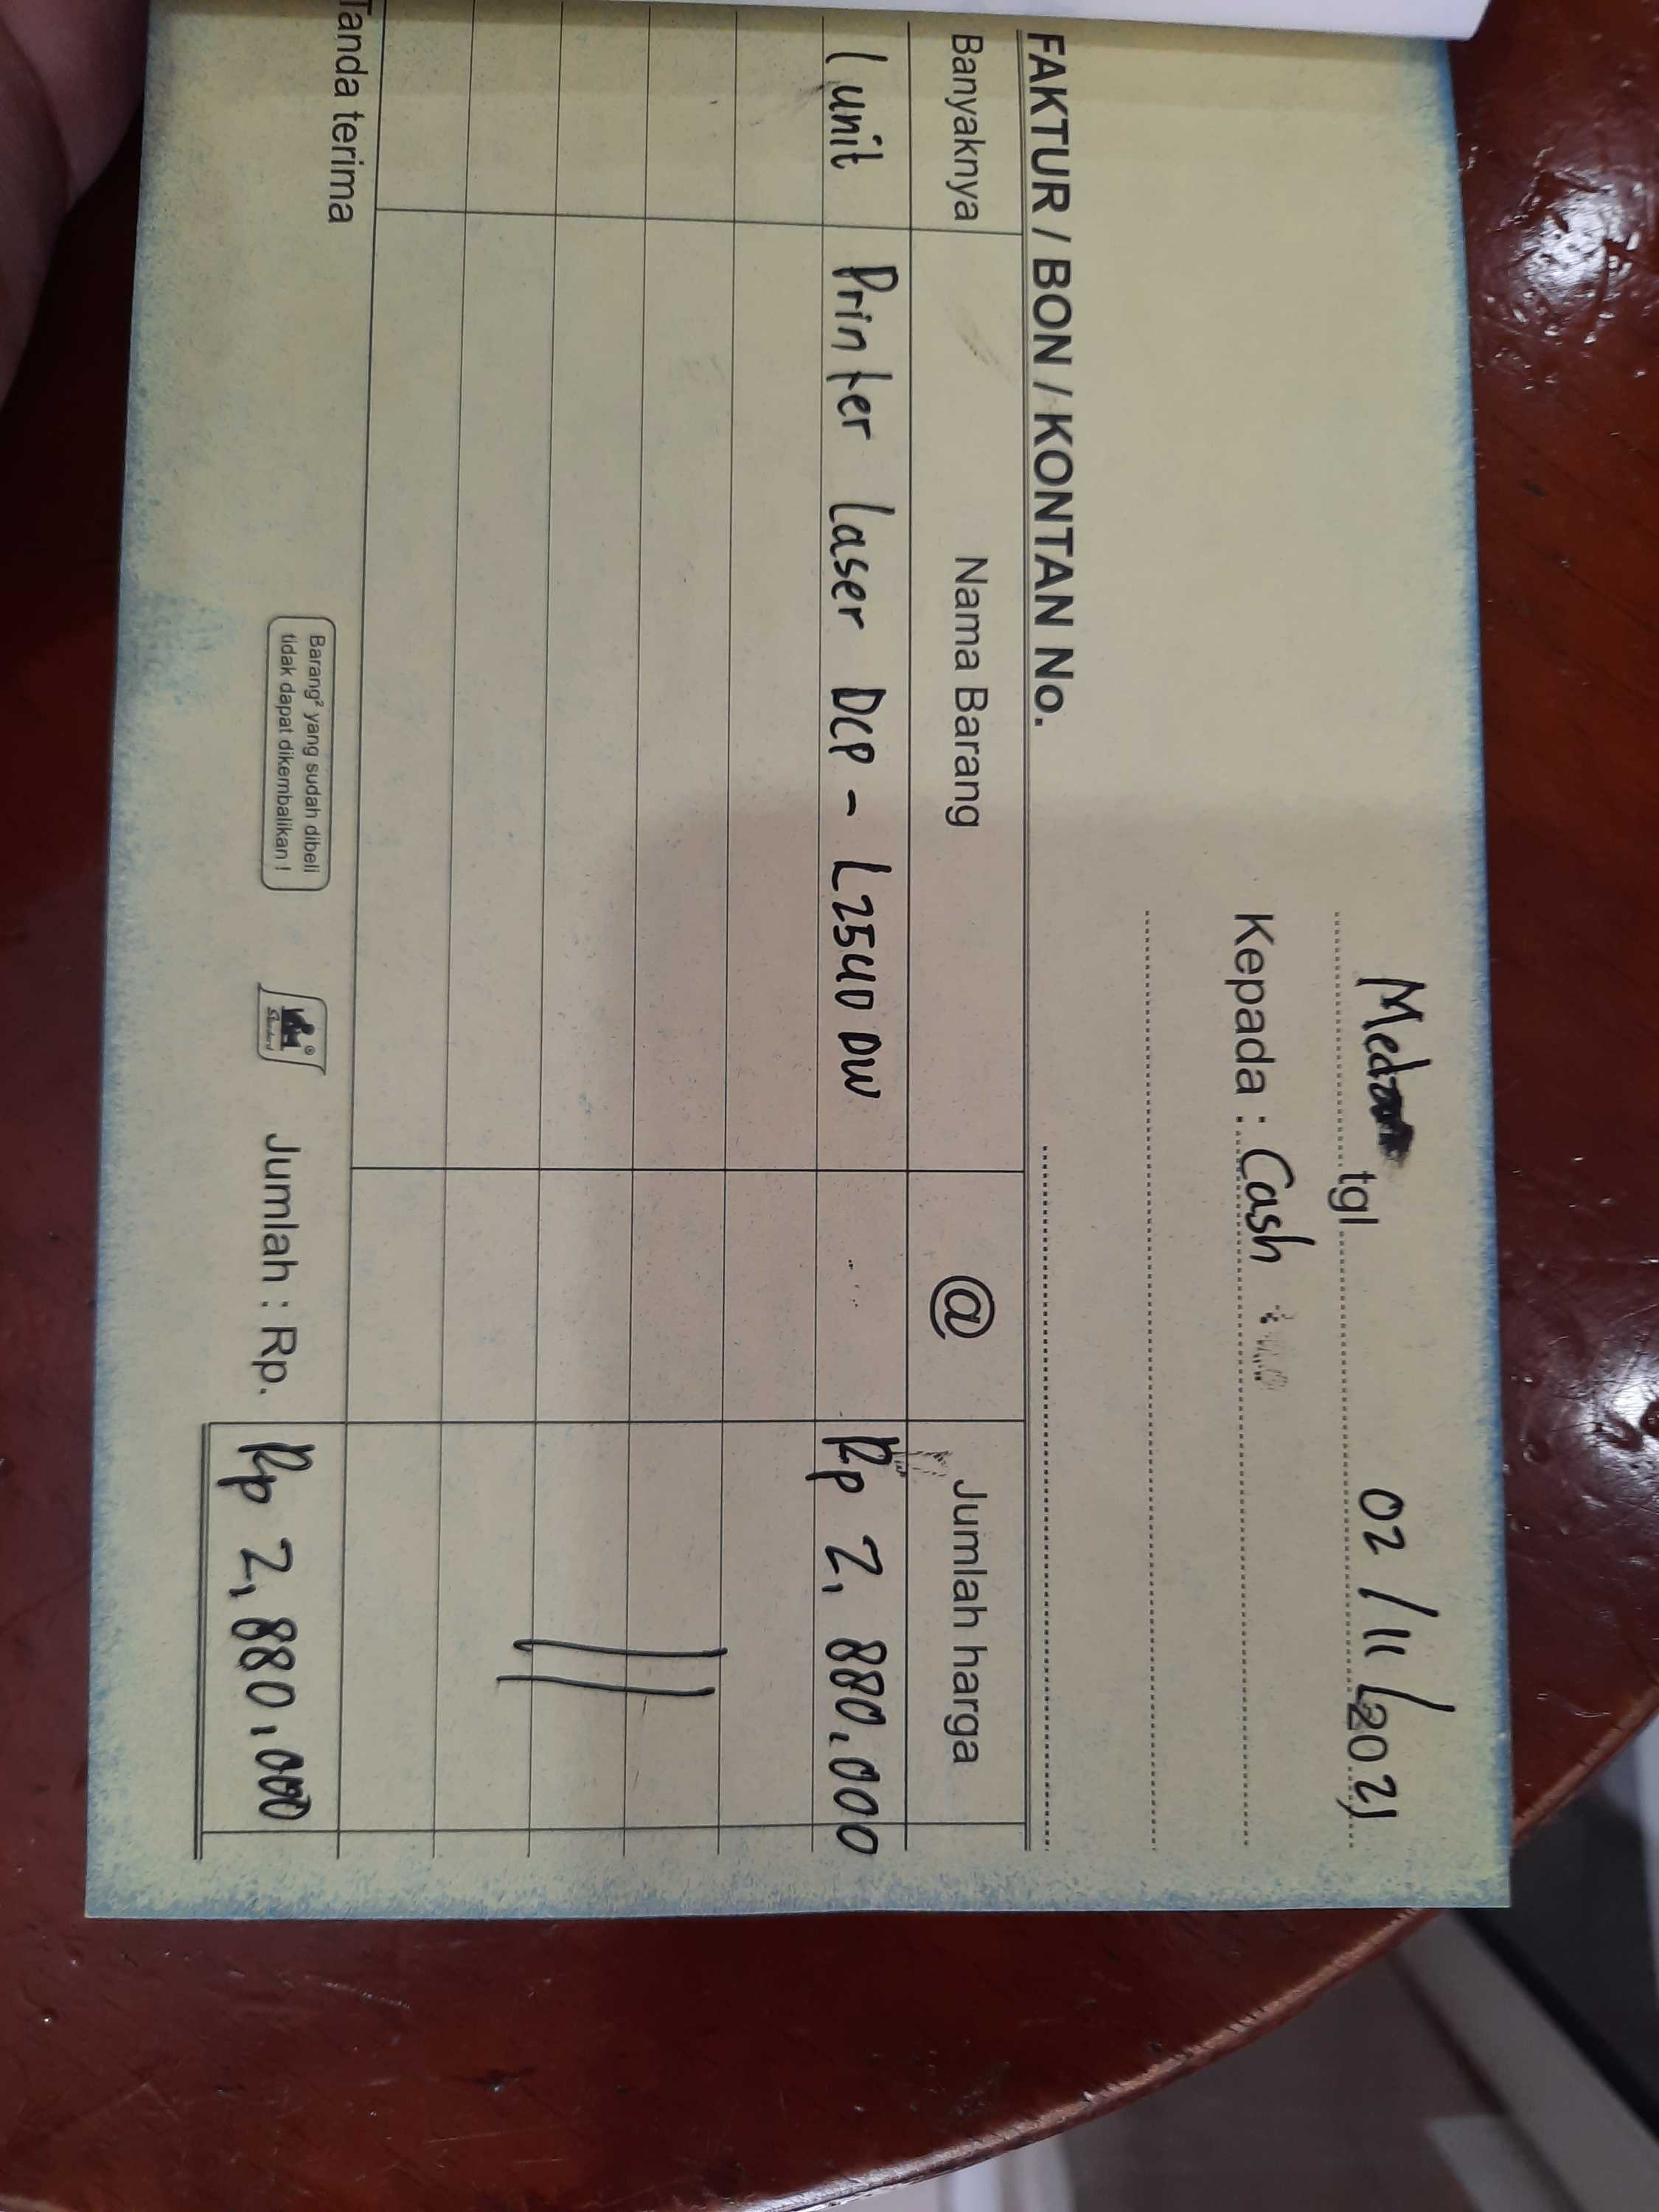 Medan tgl 02/11/2021
Kepada : Cash
FAKTUR / BON / KONTAN No.
Banyaknya Nama Barang @ Jumlah harga
1 unit Printer Laser DCP - L2540 DW Rp 2,880.000
Tanda terima
Barang² yang sudah dibeli
tidak dapat dikembalikan !
Jumlah : Rp. Rp 2,880,000